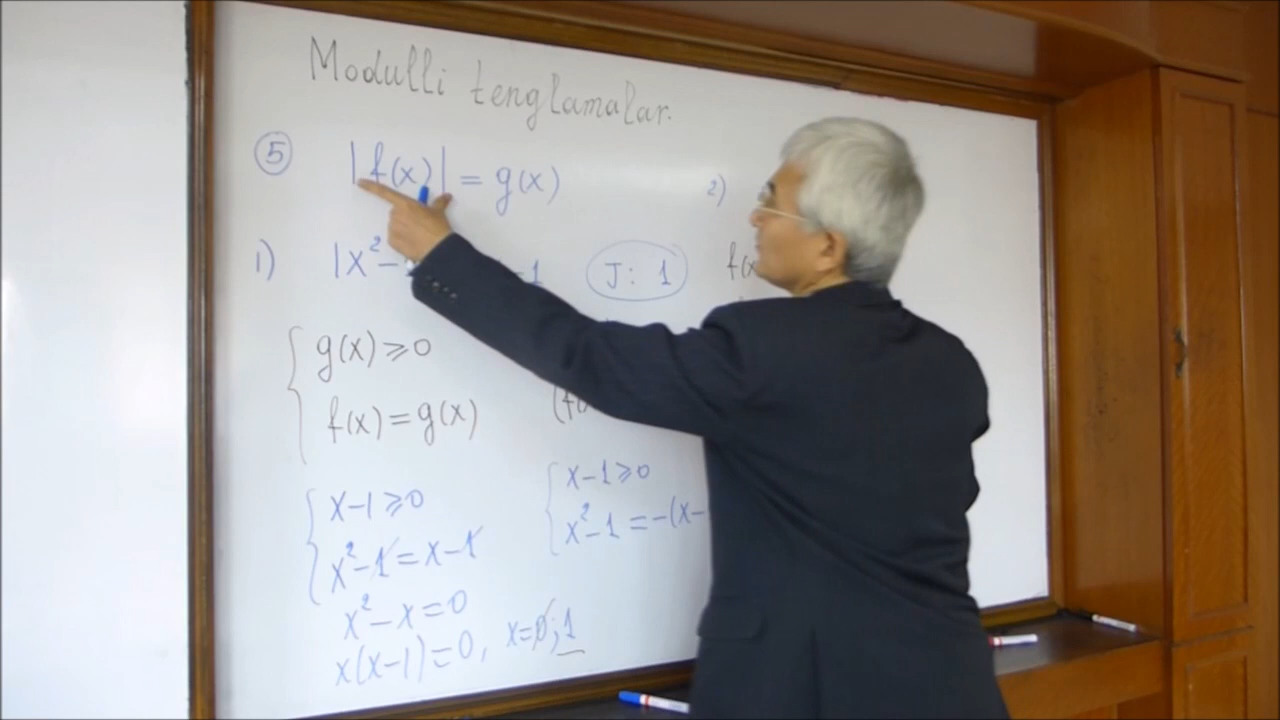 Modulli tenglamalar.
⑤ |f(x)| = g(x)
1) |x²- -1 J: 1
g(x) ⩾ 0
f(x) = g(x)
x-1 ⩾ 0
x²-1 = x-1
x²-x=0
x(x-1)=0, x=0;1
x-1 ⩾ 0
x²-1 = -(x-
2)
f(x
(f(